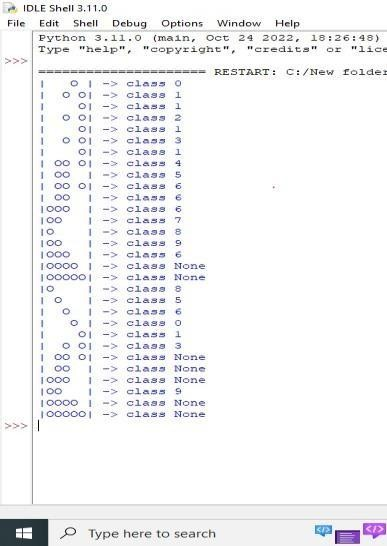 IDLE Shell 3.11.0
File Edit Shell Debug Options Window Help
Python 3.11.0 (main, Oct 24 2022, 18:26:48)
Type "help", "copyright", "credits" or "lice
>>>
===================== RESTART: C:/New folder
|    o | -> class 0
|   o o| -> class 1
|     o| -> class 1
|   o o| -> class 2
|     o| -> class 1
|   o o| -> class 3
|     o| -> class 1
|  oo o| -> class 4
|  oo  | -> class 5
|  oo o| -> class 6
|  oo  | -> class 6
|ooo   | -> class 6
|oo    | -> class 7
|o     | -> class 8
|oo    | -> class 9
|ooo   | -> class 6
|oooo  | -> class None
|ooooo| -> class None
|o     | -> class 8
|  o   | -> class 5
|   o  | -> class 6
|    o | -> class 0
|     o| -> class 1
|   o o| -> class 3
|  oo o| -> class None
|  oo  | -> class None
|ooo   | -> class None
|oo    | -> class 9
|oooo  | -> class None
|ooooo| -> class None
>>>
Type here to search